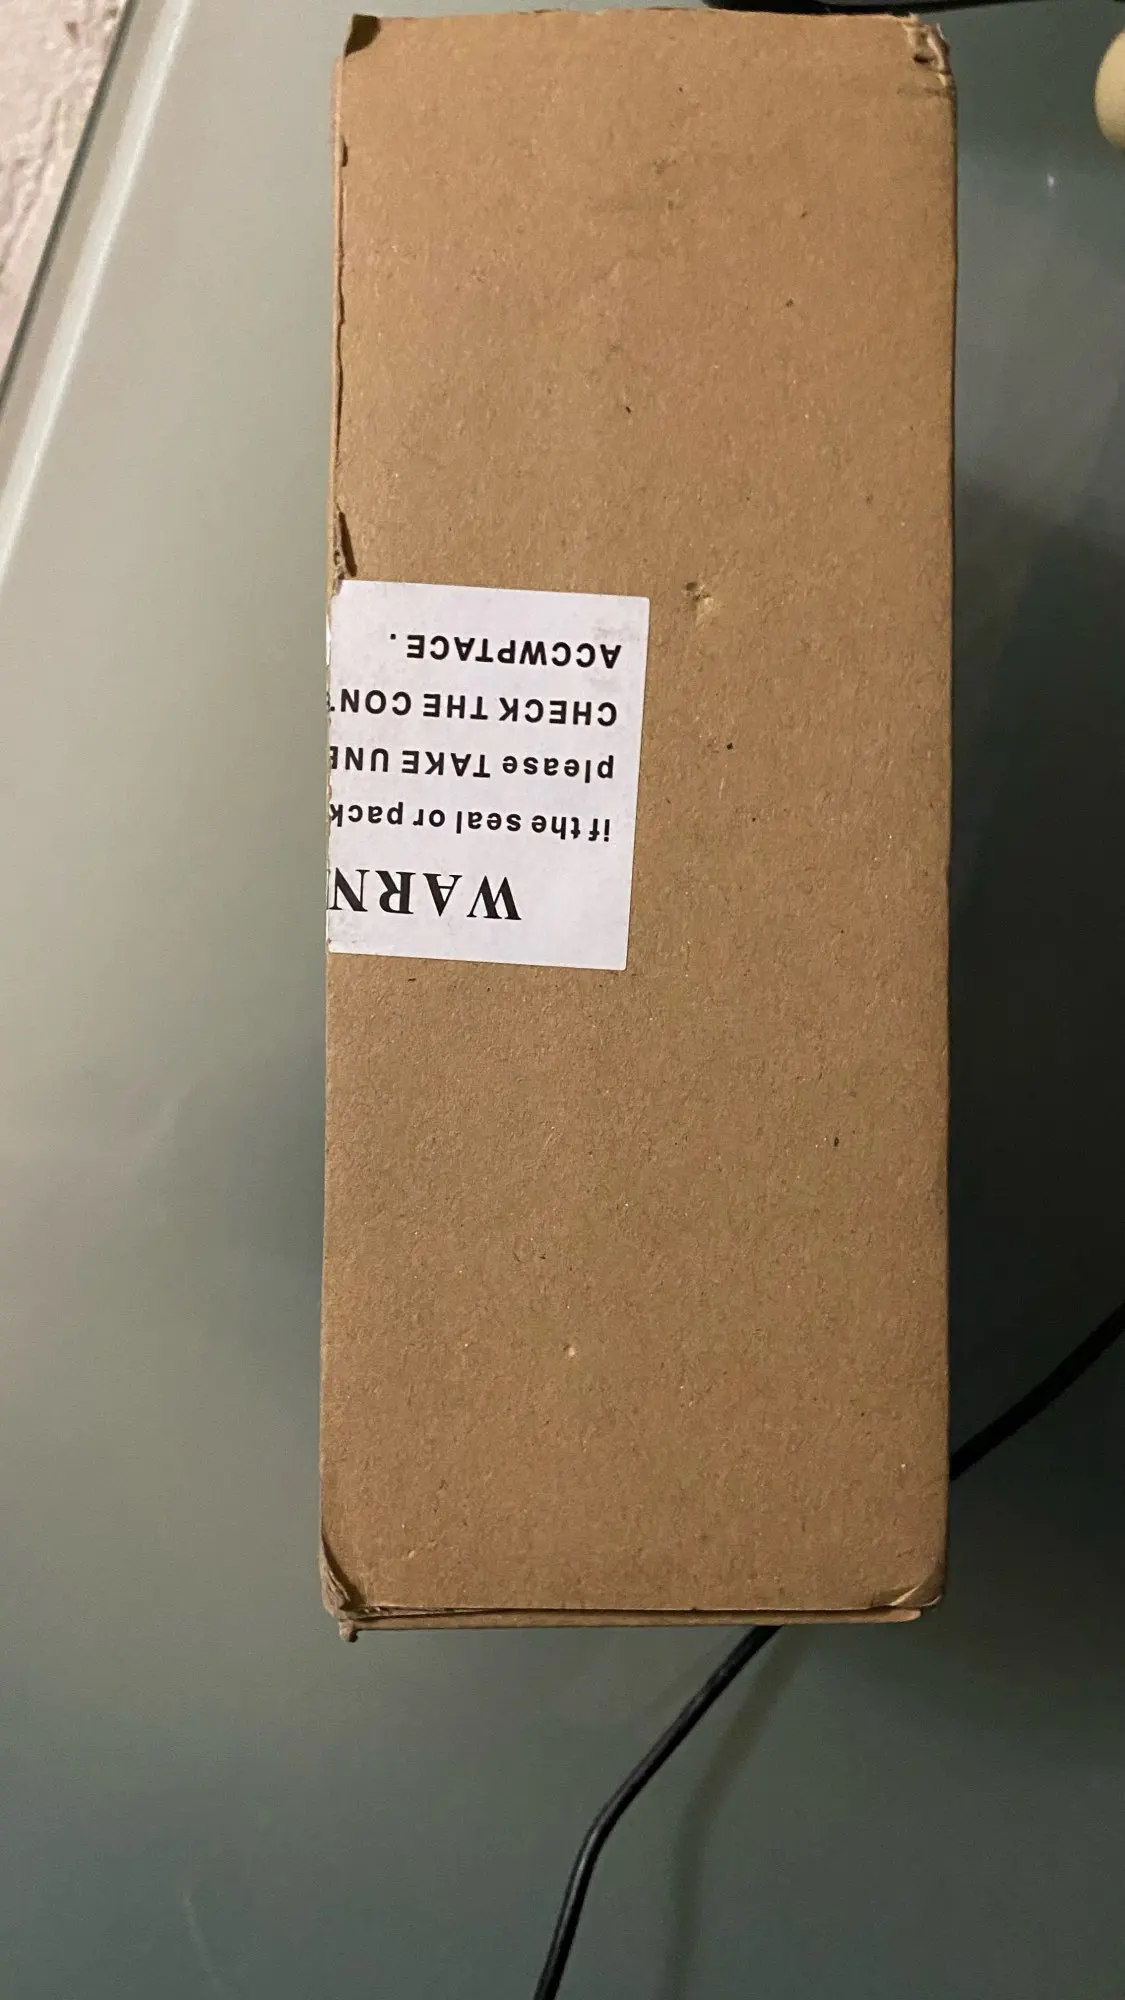 WARN
if the seal or pack
please TAKE UNE
CHECK THE CON
ACCWPTACE.